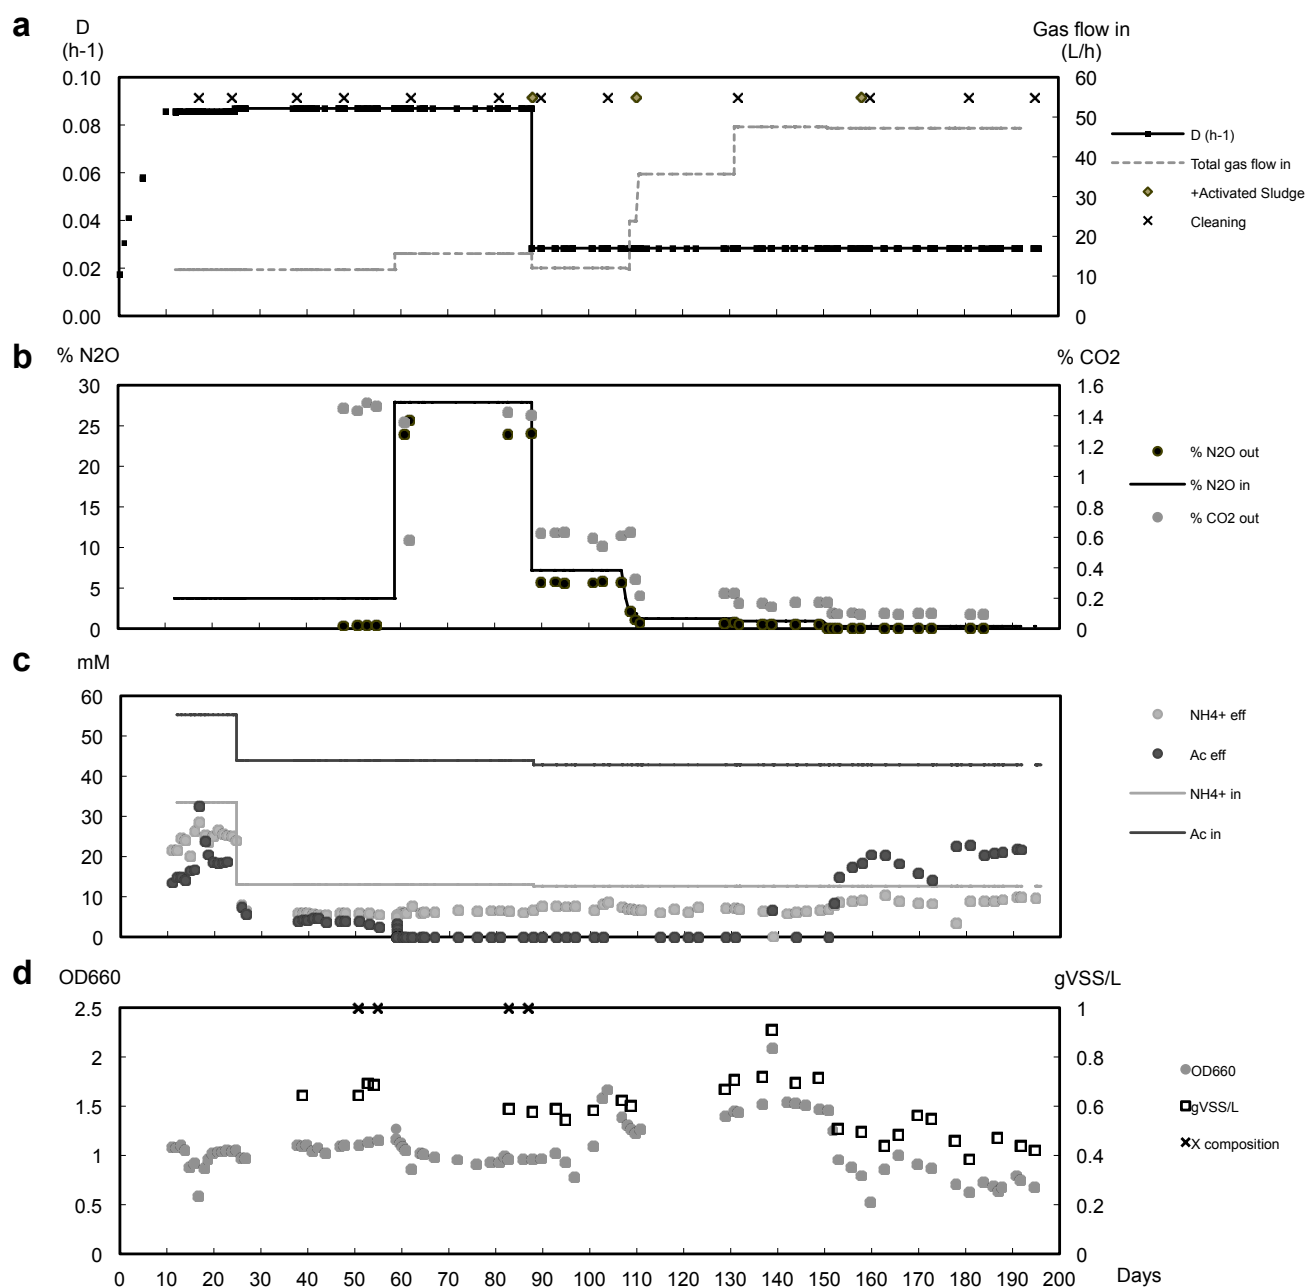 a
D
(h-1)
Gas flow in
(L/h)
0.10
0.08
0.06
0.04
0.02
0.00
60
50
40
30
20
10
0
D (h-1)
Total gas flow in
+Activated Sludge
Cleaning
b
% N2O
% CO2
30
25
20
15
10
5
0
1.6
1.4
1.2
1
0.8
0.6
0.4
0.2
0
% N2O out
% N2O in
% CO2 out
c
mM
60
50
40
30
20
10
0
NH4+ eff
Ac eff
NH4+ in
Ac in
d
OD660
gVSS/L
2.5
2
1.5
1
0.5
0
1
0.8
0.6
0.4
0.2
0
OD660
gVSS/L
X composition
0 10 20 30 40 50 60 70 80 90 100 110 120 130 140 150 160 170 180 190 200
Days